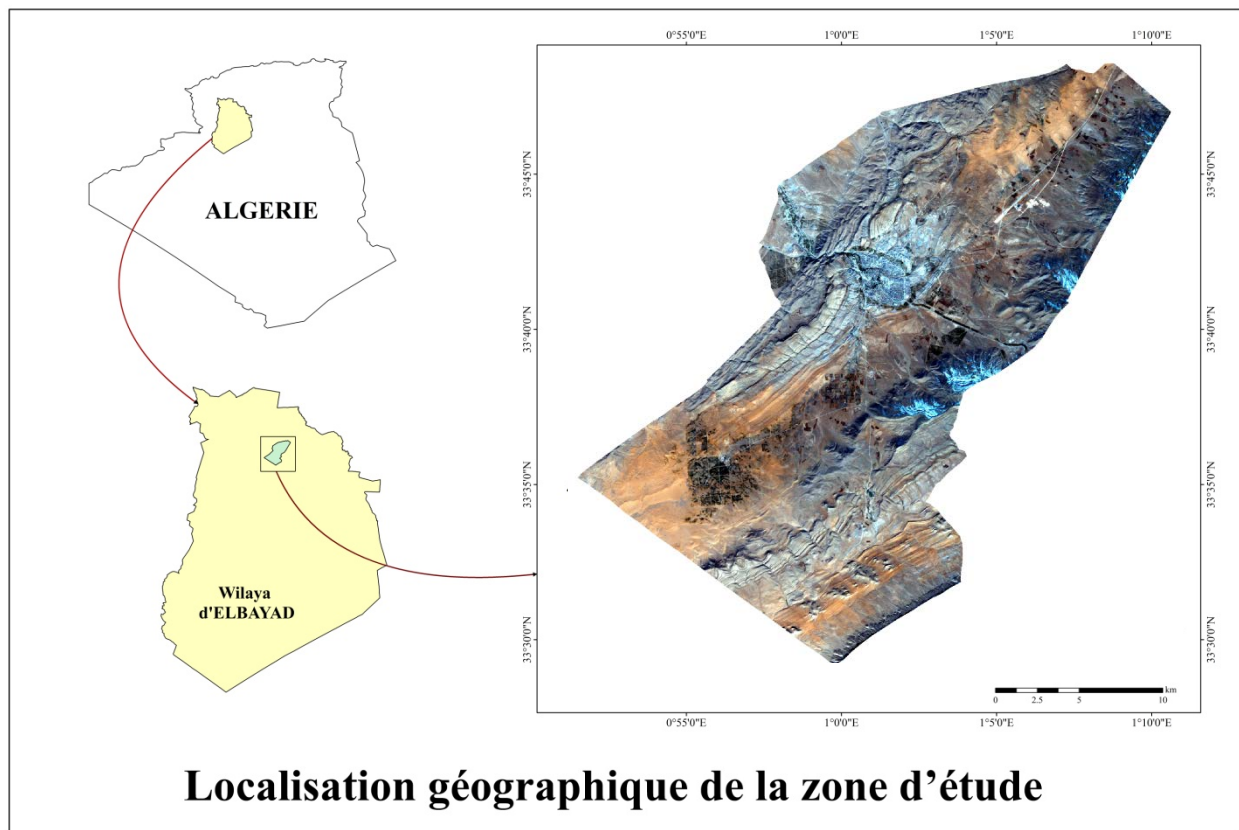 ALGERIE
Wilaya
d'ELBAYAD
0°55'0"E 1°0'0"E 1°5'0"E 1°10'0"E
33°45'0"N 33°45'0"N
33°40'0"N 33°40'0"N
33°35'0"N 33°35'0"N
33°30'0"N 33°30'0"N
km
0 2.5 5 10
0°55'0"E 1°0'0"E 1°5'0"E 1°10'0"E
Localisation géographique de la zone d’étude